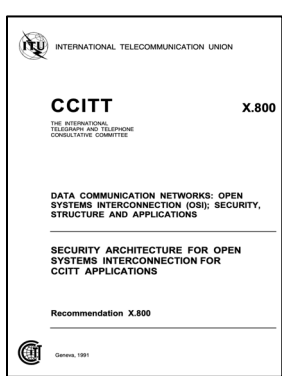 ITU
INTERNATIONAL TELECOMMUNICATION UNION
CCITT
X.800
THE INTERNATIONAL
TELEGRAPH AND TELEPHONE
CONSULTATIVE COMMITTEE
DATA COMMUNICATION NETWORKS: OPEN
SYSTEMS INTERCONNECTION (OSI); SECURITY,
STRUCTURE AND APPLICATIONS
SECURITY ARCHITECTURE FOR OPEN
SYSTEMS INTERCONNECTION FOR
CCITT APPLICATIONS
Recommendation X.800
Geneva, 1991